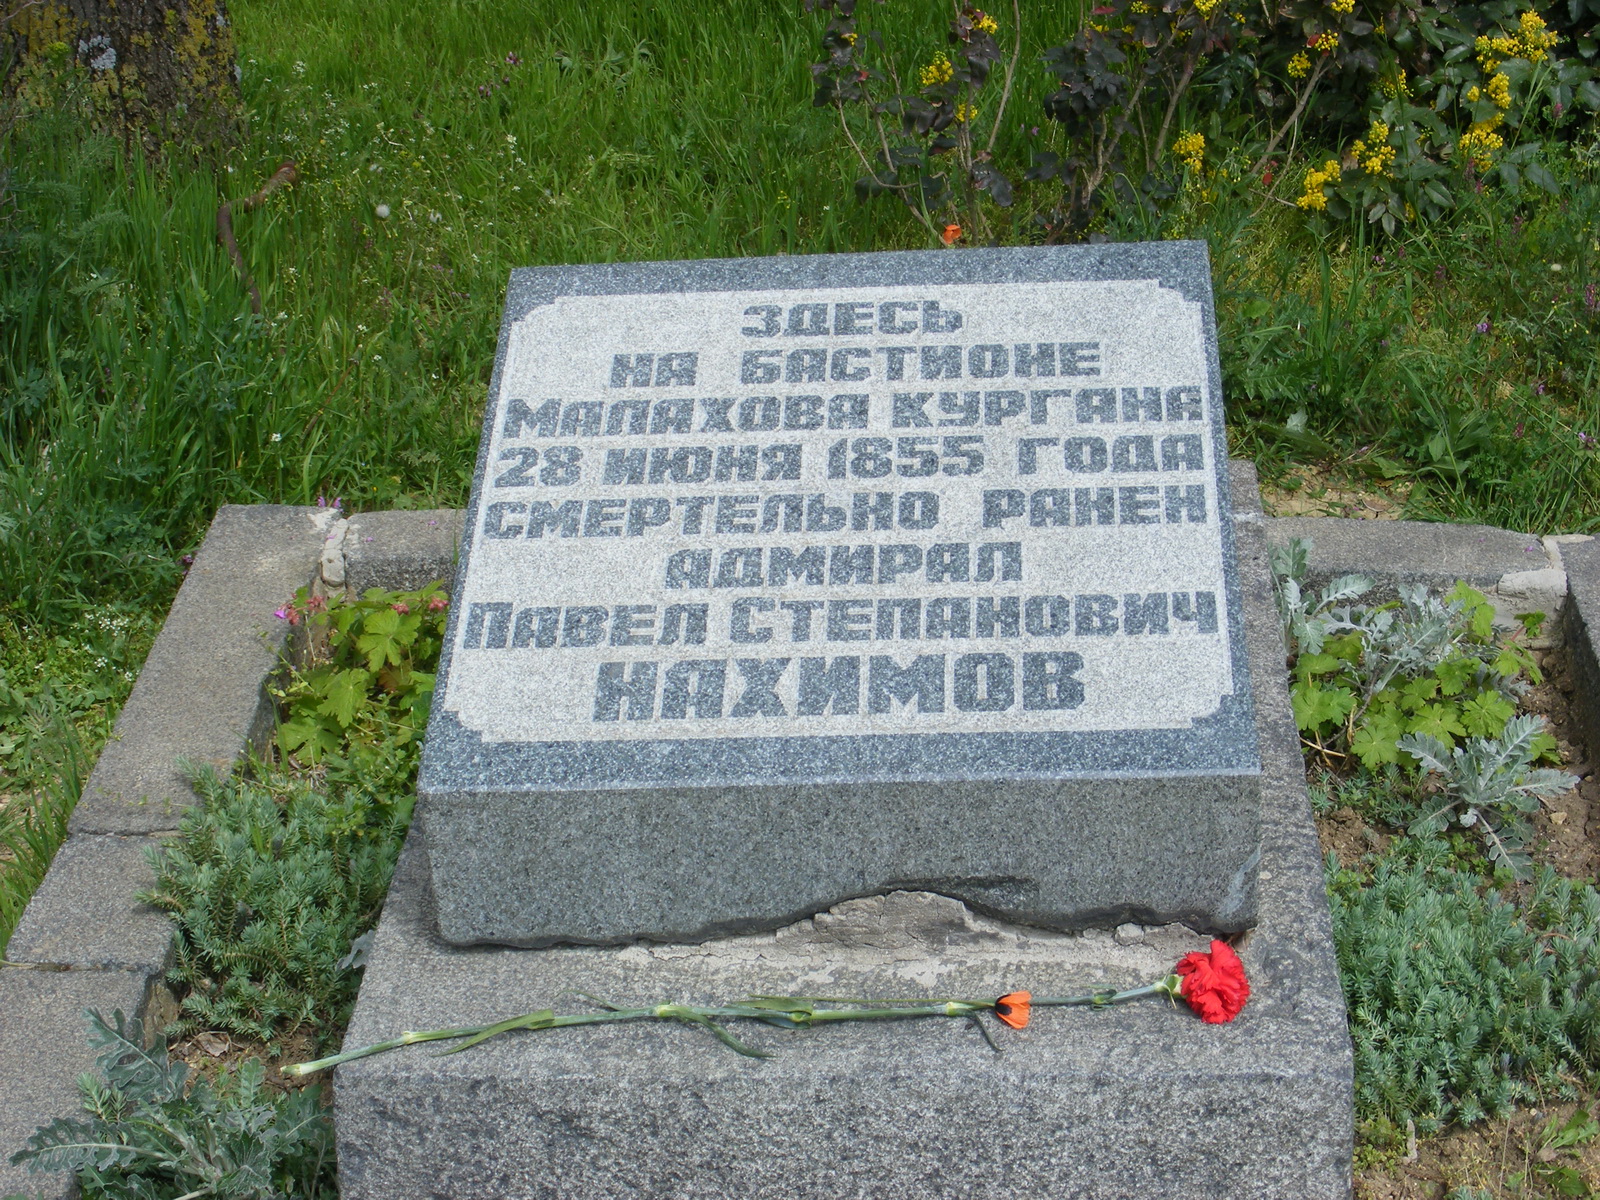 ЗДЕСЬ
НА БАСТИОНЕ
МАЛАХОВА КУРГАНА
28 ИЮНЯ 1855 ГОДА
СМЕРТЕЛЬНО РАНЕН
АДМИРАЛ
ПАВЕЛ СТЕПАНОВИЧ
НАХИМОВ